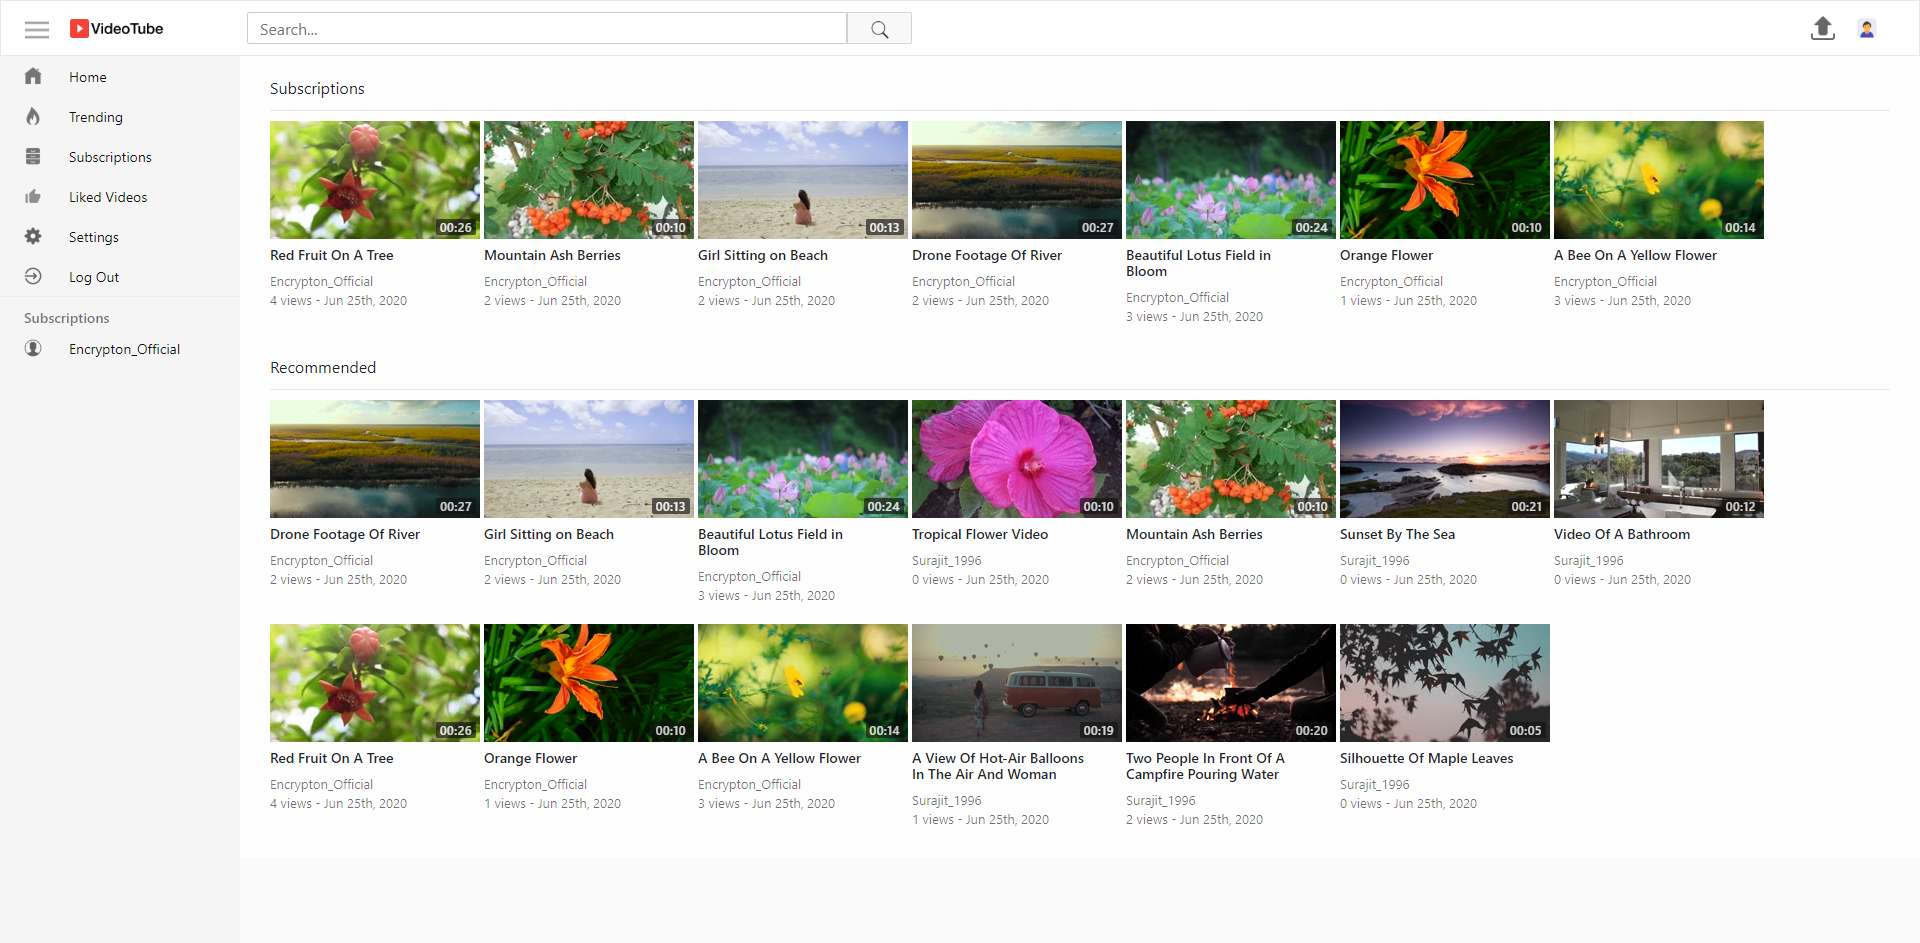 VideoTube
Search...
Home
Trending
Subscriptions
Liked Videos
Settings
Log Out
Subscriptions
Encrypton_Official
Subscriptions
00:26
00:10
00:13
00:27
00:24
00:10
00:14
Red Fruit On A Tree
Encrypton_Official
4 views - Jun 25th, 2020
Mountain Ash Berries
Encrypton_Official
2 views - Jun 25th, 2020
Girl Sitting on Beach
Encrypton_Official
2 views - Jun 25th, 2020
Drone Footage Of River
Encrypton_Official
2 views - Jun 25th, 2020
Beautiful Lotus Field in
Bloom
Encrypton_Official
3 views - Jun 25th, 2020
Orange Flower
Encrypton_Official
1 views - Jun 25th, 2020
A Bee On A Yellow Flower
Encrypton_Official
3 views - Jun 25th, 2020
Recommended
00:27
00:13
00:24
00:10
00:10
00:21
00:12
Drone Footage Of River
Encrypton_Official
2 views - Jun 25th, 2020
Girl Sitting on Beach
Encrypton_Official
2 views - Jun 25th, 2020
Beautiful Lotus Field in
Bloom
Encrypton_Official
3 views - Jun 25th, 2020
Tropical Flower Video
Surajit_1996
0 views - Jun 25th, 2020
Mountain Ash Berries
Encrypton_Official
2 views - Jun 25th, 2020
Sunset By The Sea
Surajit_1996
0 views - Jun 25th, 2020
Video Of A Bathroom
Surajit_1996
0 views - Jun 25th, 2020
00:26
00:10
00:14
00:19
00:20
00:05
Red Fruit On A Tree
Encrypton_Official
4 views - Jun 25th, 2020
Orange Flower
Encrypton_Official
1 views - Jun 25th, 2020
A Bee On A Yellow Flower
Encrypton_Official
3 views - Jun 25th, 2020
A View Of Hot-Air Balloons
In The Air And Woman
Surajit_1996
1 views - Jun 25th, 2020
Two People In Front Of A
Campfire Pouring Water
Surajit_1996
2 views - Jun 25th, 2020
Silhouette Of Maple Leaves
Surajit_1996
0 views - Jun 25th, 2020